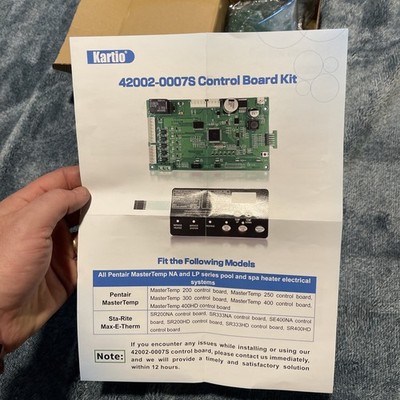 Kartio
42002-0007S Control Board Kit
Fit the Following Models
All Pentair MasterTemp NA and LP series pool and spa heater electrical
systems
Pentair
MasterTemp
MasterTemp 200 control board, MasterTemp 250 control board,
MasterTemp 300 control board, MasterTemp 400 control board,
MasterTemp 400HD control board
Sta-Rite
Max-E-Therm
SR200NA control board, SR333NA control board, SE400NA control
board, SR200HD control board, SR333HD control board, SR400HD
control board
Note:
If you encounter any issues while installing or using our
42002-0007S control board, please contact us immediately,
and we will provide a timely and satisfactory solution
within 12 hours.